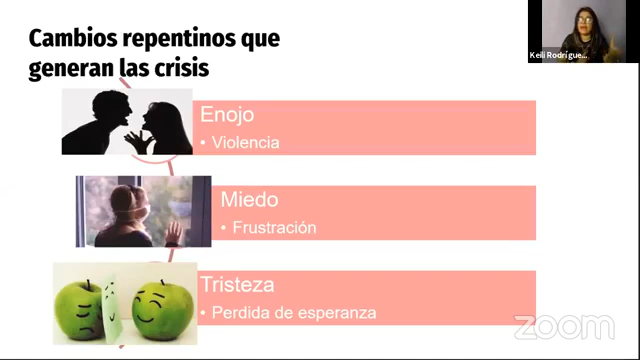 Cambios repentinos que
generan las crisis
Keili Rodrígue...
Enojo
• Violencia
Miedo
• Frustración
Tristeza
• Perdida de esperanza
zoom